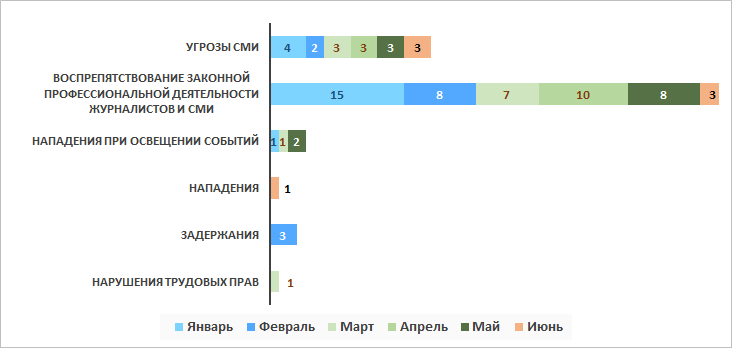 УГРОЗЫ СМИ
4 2 3 3 3 3
ВОСПРЕПЯТСТВОВАНИЕ ЗАКОННОЙ
ПРОФЕССИОНАЛЬНОЙ ДЕЯТЕЛЬНОСТИ
ЖУРНАЛИСТОВ И СМИ
15 8 7 10 8 3
НАПАДЕНИЯ ПРИ ОСВЕЩЕНИИ СОБЫТИЙ
1 1 2
НАПАДЕНИЯ
1
ЗАДЕРЖАНИЯ
3
НАРУШЕНИЯ ТРУДОВЫХ ПРАВ
1
Январь Февраль Март Апрель Май Июнь